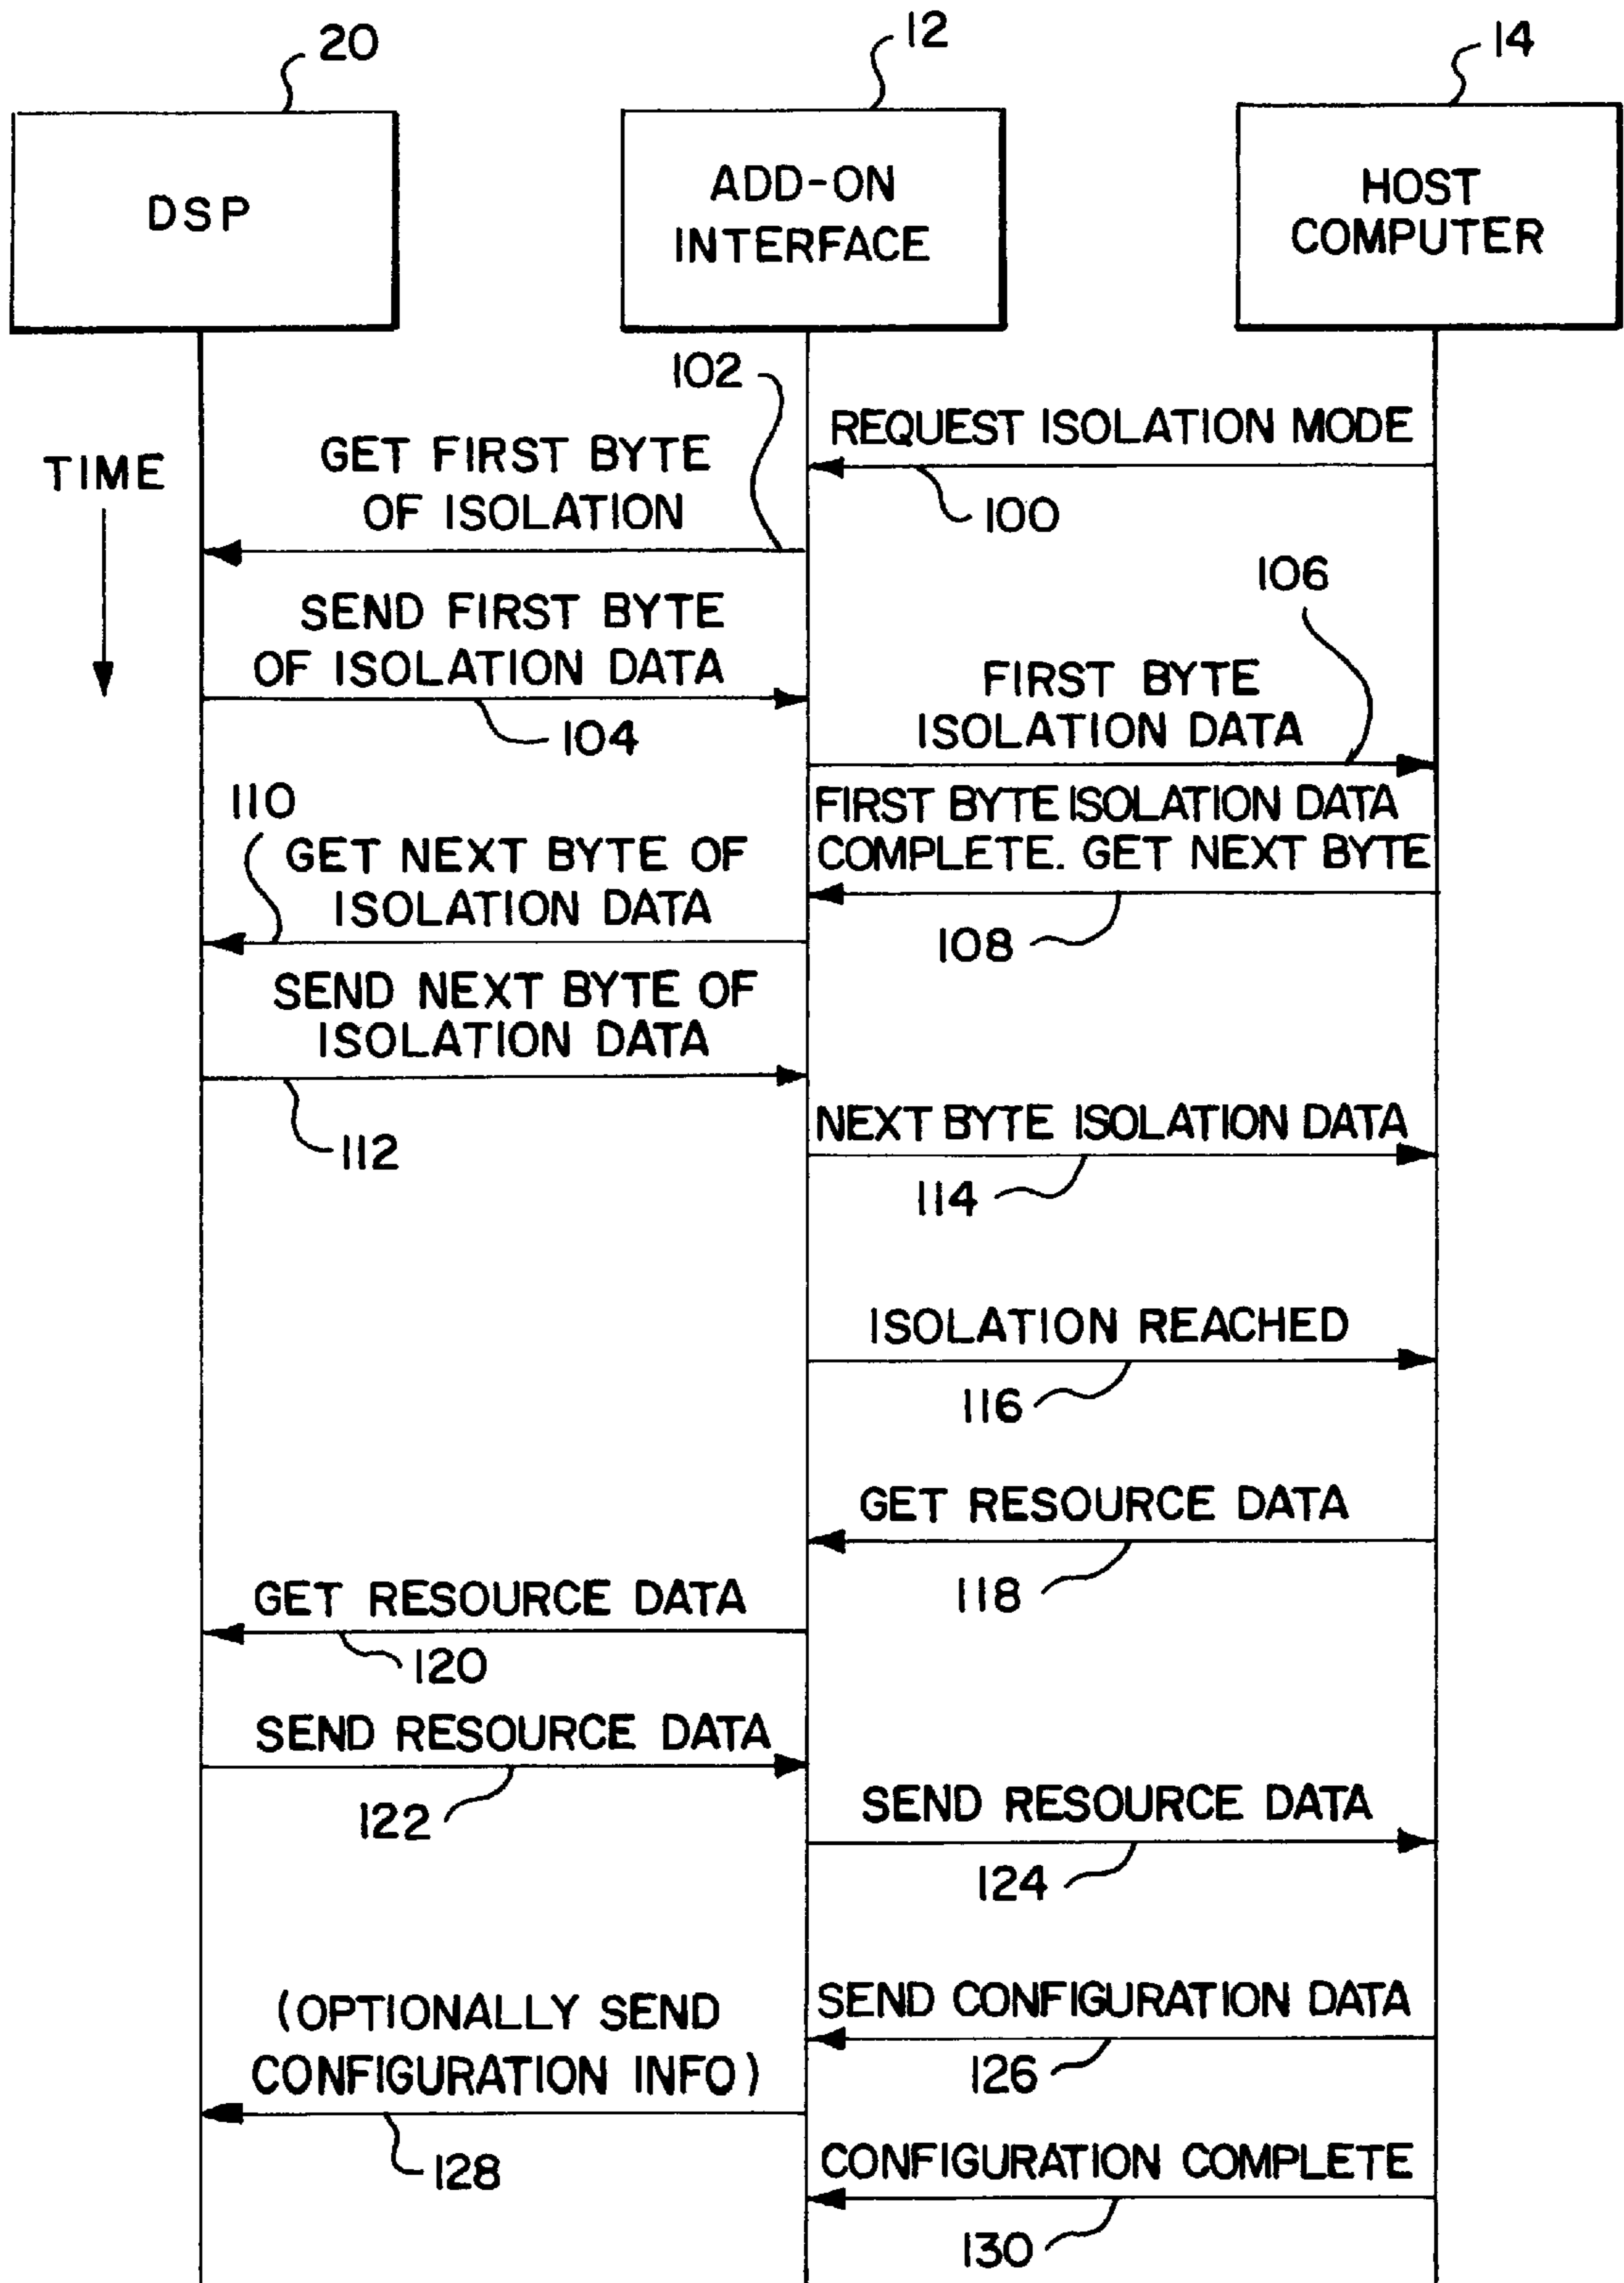 20
12
14
DSP
ADD-ON
INTERFACE
HOST
COMPUTER
102
REQUEST ISOLATION MODE
100
TIME
GET FIRST BYTE
OF ISOLATION
SEND FIRST BYTE
OF ISOLATION DATA
104
106
FIRST BYTE
ISOLATION DATA
FIRST BYTE ISOLATION DATA
COMPLETE. GET NEXT BYTE
108
110
GET NEXT BYTE OF
ISOLATION DATA
SEND NEXT BYTE OF
ISOLATION DATA
112
NEXT BYTE ISOLATION DATA
114
ISOLATION REACHED
116
GET RESOURCE DATA
118
GET RESOURCE DATA
120
SEND RESOURCE DATA
122
SEND RESOURCE DATA
124
SEND CONFIGURATION DATA
126
(OPTIONALLY SEND
CONFIGURATION INFO)
128
CONFIGURATION COMPLETE
130